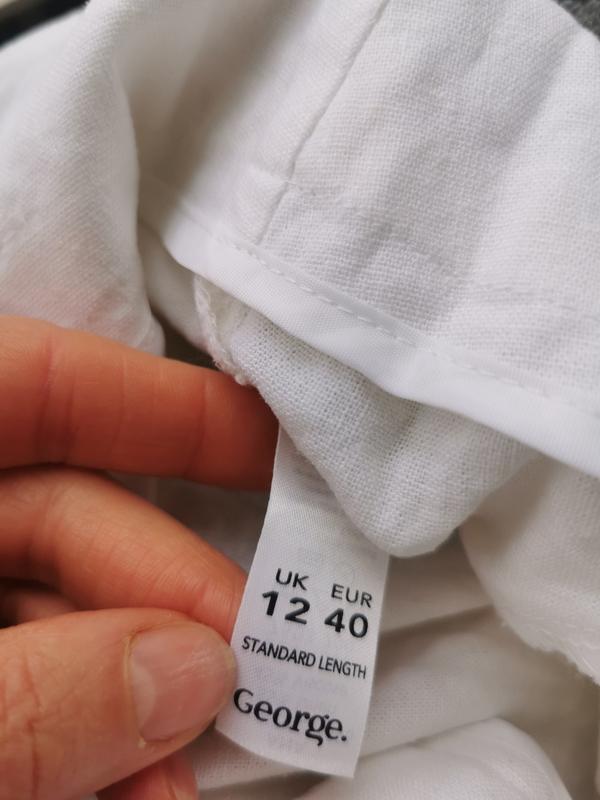 UK EUR
12 40
STANDARD LENGTH
George.